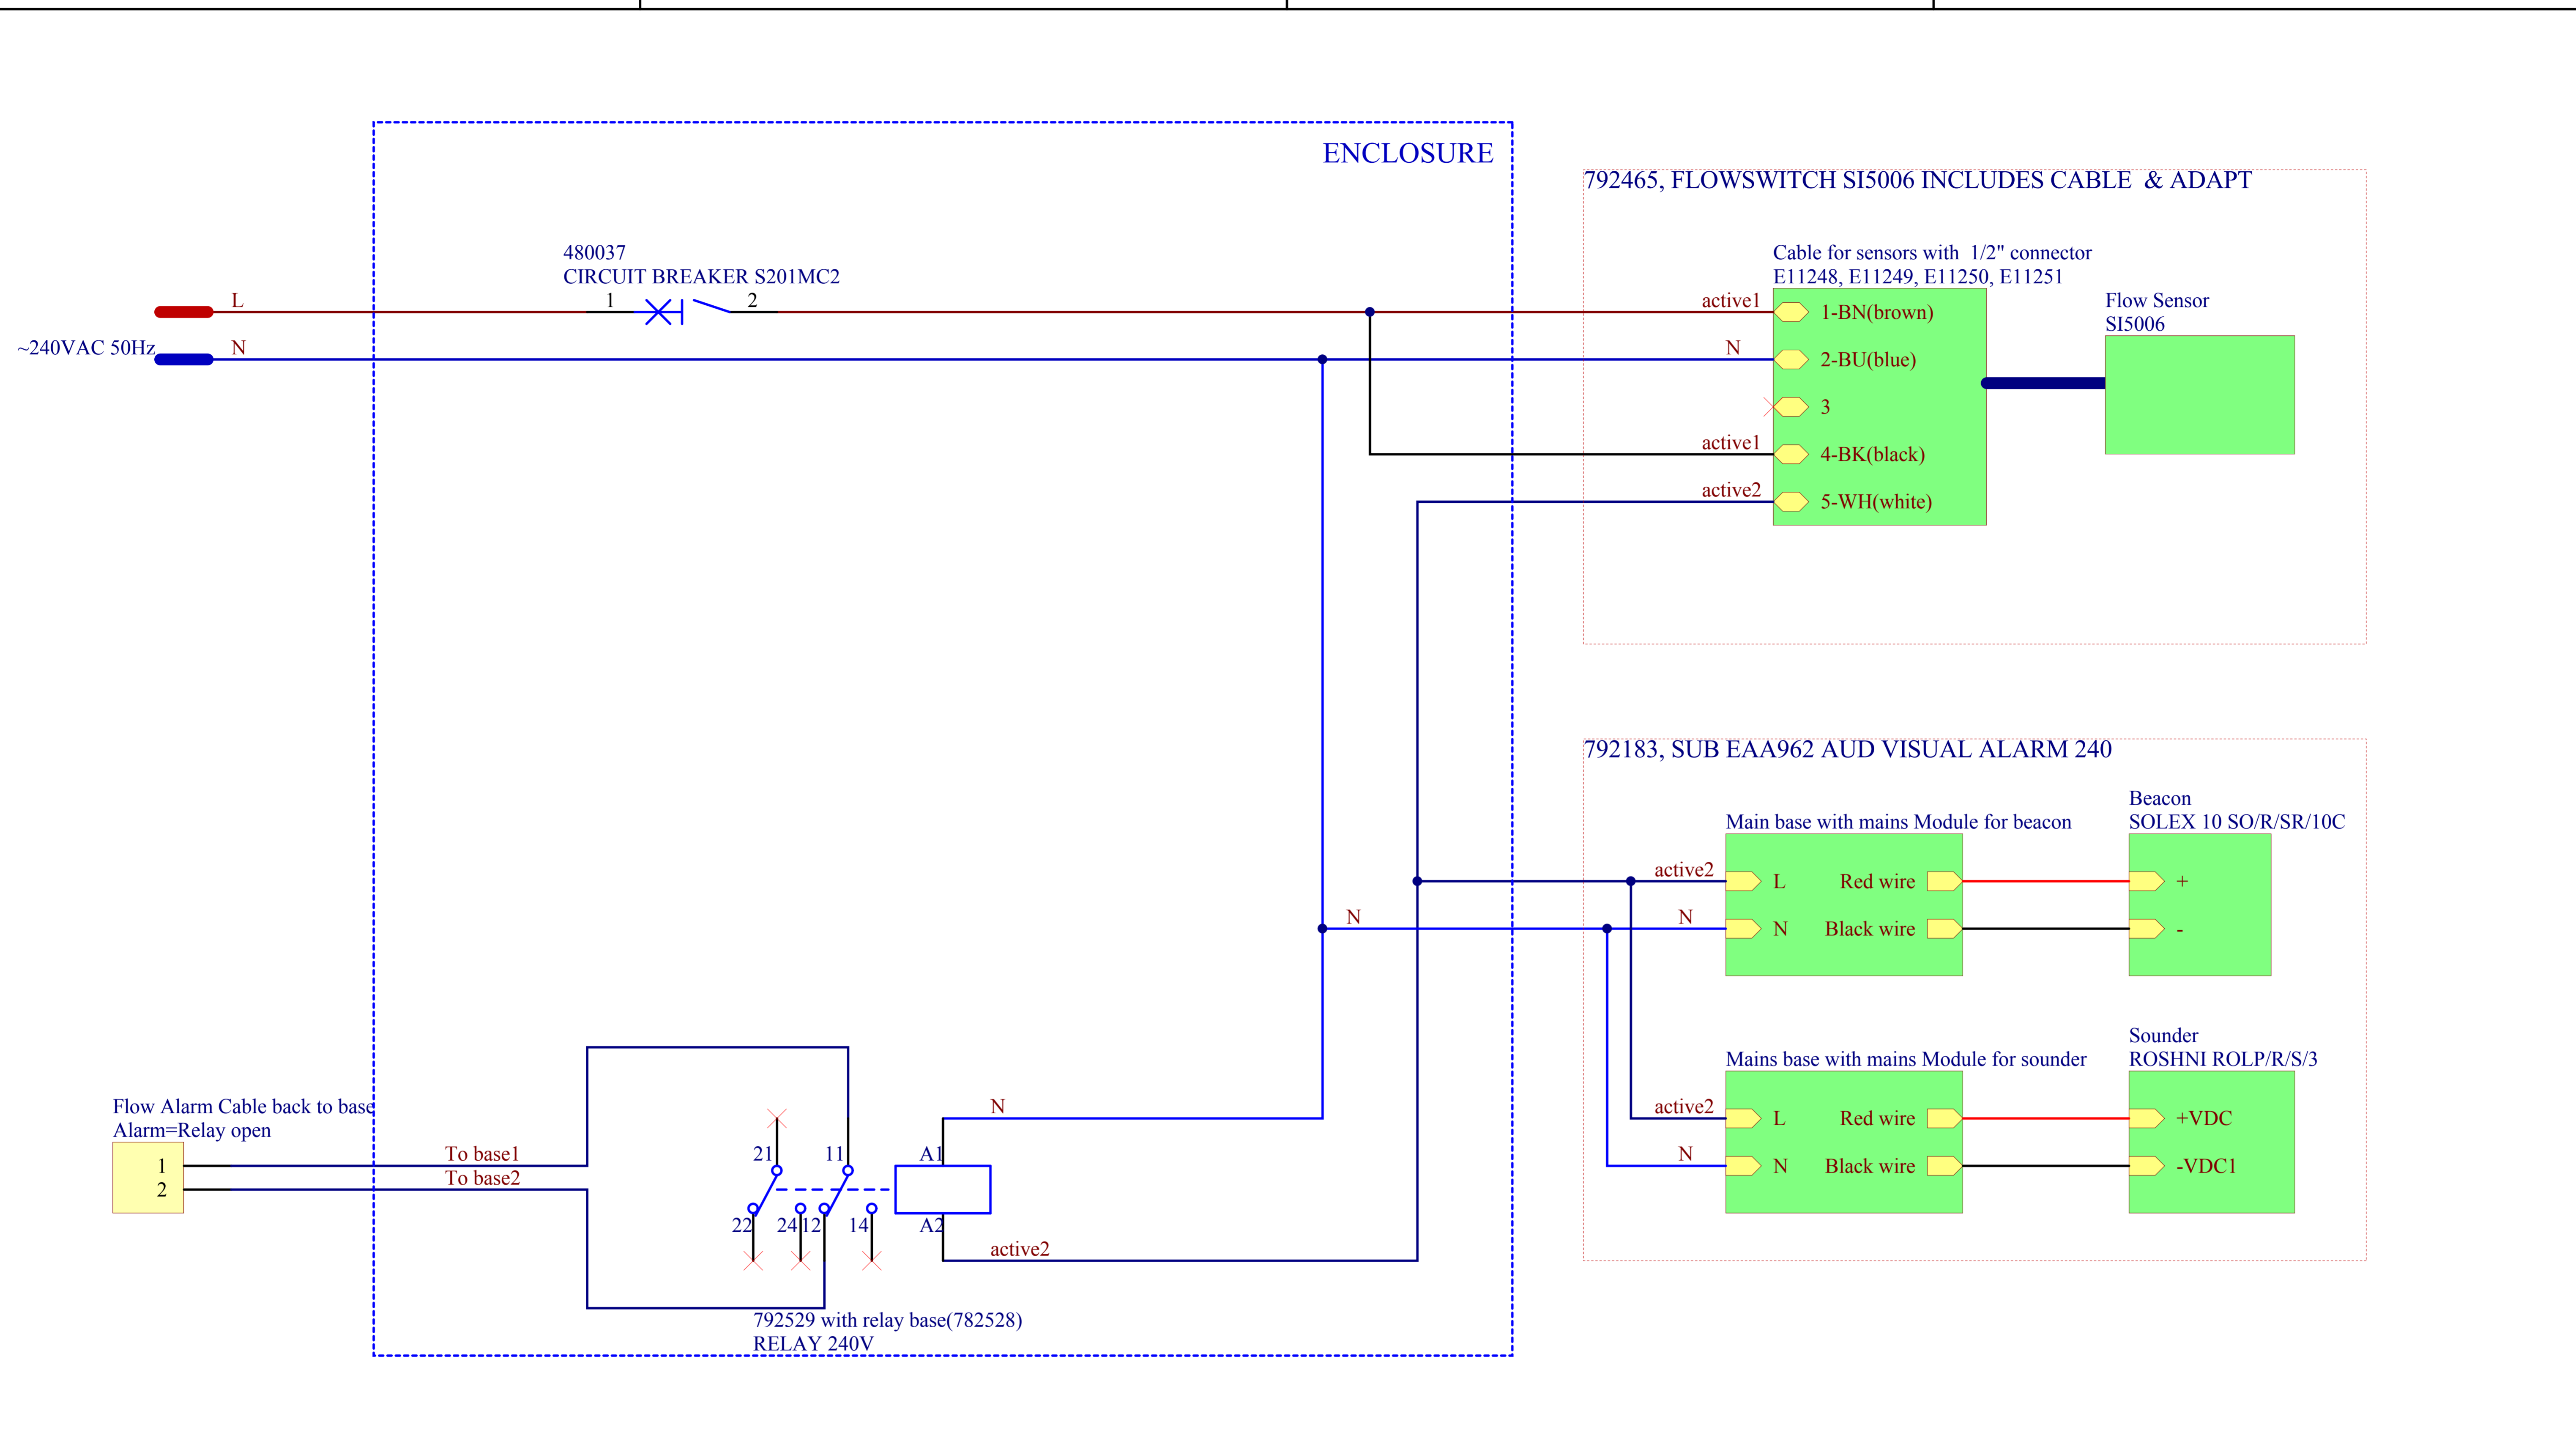 ENCLOSURE
792465, FLOWSWITCH SI5006 INCLUDES CABLE  & ADAPT
480037
CIRCUIT BREAKER S201MC2
1
2
L
~240VAC 50Hz
N
Cable for sensors with  1/2" connector
E11248, E11249, E11250, E11251
active1
1-BN(brown)
N
2-BU(blue)
3
active1
4-BK(black)
active2
5-WH(white)
Flow Sensor
SI5006
792183, SUB EAA962 AUD VISUAL ALARM 240
Main base with mains Module for beacon
Beacon
SOLEX 10 SO/R/SR/10C
active2
L
Red wire
+
N
N
N
Black wire
-
Mains base with mains Module for sounder
Sounder
ROSHNI ROLP/R/S/3
active2
L
Red wire
+VDC
N
N
Black wire
-VDC1
Flow Alarm Cable back to base
Alarm=Relay open
1
2
To base1
To base2
N
21
11
A1
22
24
12
14
A2
active2
792529 with relay base(782528)
RELAY 240V